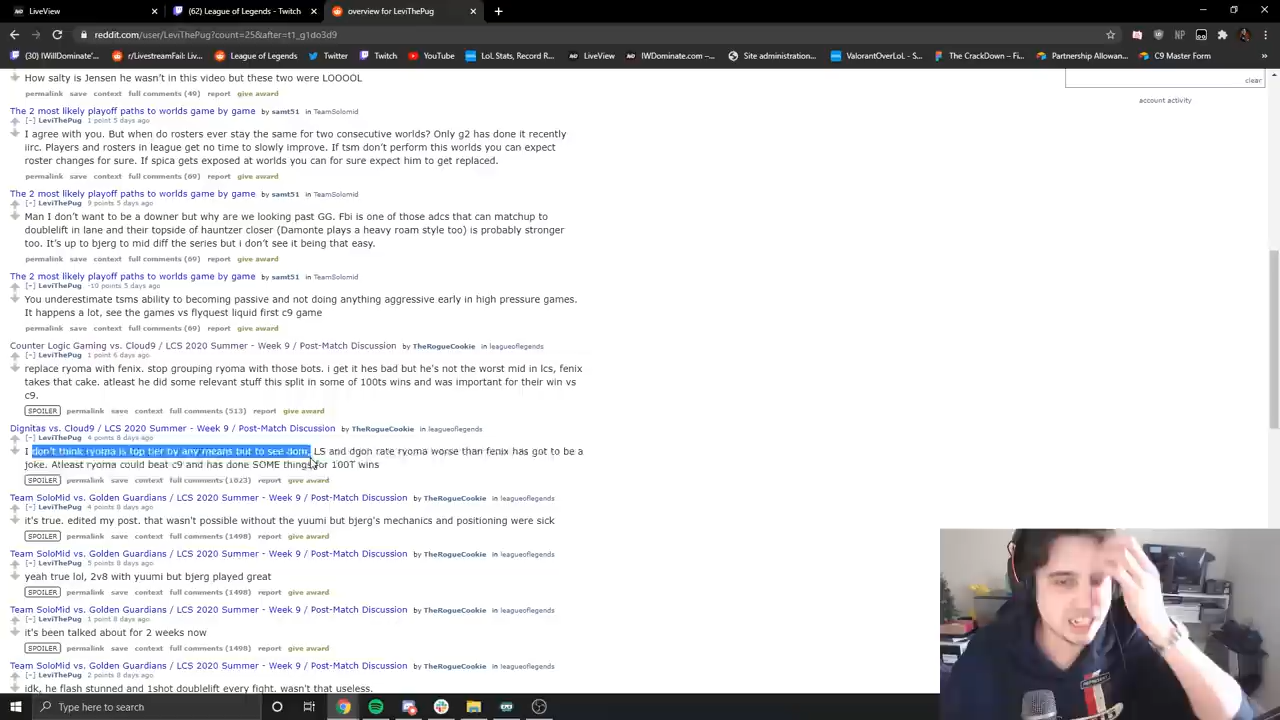 LiveView
(62) League of Legends - Twitch
overview for LeviThePug
reddit.com/user/LeviThePug?count=25&after=t1_g1do3d9
(30) IWillDominate'
r/LivestreamFail:
League of Legends
Twitter
Twitch
YouTube
LoL Stats, Record R...
LiveView
IWDominate.com -...
Site administration...
ValorantOverLoL - S...
The CrackDown – Fi...
Partnership Allowan...
C9 Master Form
How salty is Jensen he wasn't in this video but these two were LOOOOL
permalink save context full comments (49) report give award
clear
account activity
The 2 most likely playoff paths to worlds game by game by samt51 in TeamSolomid
[-] LeviThePug 1 point 5 days ago
I agree with you. But when do rosters ever stay the same for two consecutive worlds? Only g2 has done it recently
iirc. Players and rosters in league get no time to slowly improve. If tsm don't perform this worlds you can expect
roster changes for sure. If spica gets exposed at worlds you can for sure expect him to get replaced.
permalink save context full comments (69) report give award
The 2 most likely playoff paths to worlds game by game by samt51 in TeamSolomid
[-] LeviThePug 9 points 5 days ago
Man I don't want to be a downer but why are we looking past GG. Fbi is one of those adcs that can matchup to
doublelift in lane and their topside of hauntzer closer (Damonte plays a heavy roam style too) is probably stronger
too. It's up to bjerg to mid diff the series but i don't see it being that easy.
permalink save context full comments (69) report give award
The 2 most likely playoff paths to worlds game by game by samt51 in TeamSolomid
[-] LeviThePug -10 points 5 days ago
You underestimate tsms ability to becoming passive and not doing anything aggressive early in high pressure games.
It happens a lot, see the games vs flyquest liquid first c9 game
permalink save context full comments (69) report give award
Counter Logic Gaming vs. Cloud9 / LCS 2020 Summer - Week 9 / Post-Match Discussion by TheRogueCookie in leagueoflegends
[-] LeviThePug 1 point 6 days ago
replace ryoma with fenix. stop grouping ryoma with those bots. i get it hes bad but he's not the worst mid in lcs, fenix
takes that cake. atleast he did some relevant stuff this split in some of 100ts wins and was important for their win vs
c9.
SPOILER permalink save context full comments (513) report give award
Dignitas vs. Cloud9 / LCS 2020 Summer - Week 9 / Post-Match Discussion by TheRogueCookie in leagueoflegends
[-] LeviThePug 4 points 8 days ago
I don't think ryoma is top tier by any means but to see dom, LS and dgon rate ryoma worse than fenix has got to be a
joke. Atleast ryoma could beat c9 and has done SOME things for 100T wins
SPOILER permalink save context full comments (1023) report give award
Team SoloMid vs. Golden Guardians / LCS 2020 Summer - Week 9 / Post-Match Discussion by TheRogueCookie in leagueoflegends
[-] LeviThePug 4 points 8 days ago
it's true. edited my post. that wasn't possible without the yuumi but bjerg's mechanics and positioning were sick
SPOILER permalink save context full comments (1498) report give award
Team SoloMid vs. Golden Guardians / LCS 2020 Summer - Week 9 / Post-Match Discussion by TheRogueCookie in leagueoflegends
[-] LeviThePug 5 points 8 days ago
yeah true lol, 2v8 with yuumi but bjerg played great
SPOILER permalink save context full comments (1498) report give award
Team SoloMid vs. Golden Guardians / LCS 2020 Summer - Week 9 / Post-Match Discussion by TheRogueCookie in leagueoflegends
[-] LeviThePug 1 point 8 days ago
it's been talked about for 2 weeks now
SPOILER permalink save context full comments (1498) report give award
Team SoloMid vs. Golden Guardians / LCS 2020 Summer - Week 9 / Post-Match Discussion by TheRogueCookie in leagueoflegends
[-] LeviThePug 2 points 8 days ago
idk, he flash stunned and 1shot doublelift every fight. wasn't that useless.
Type here to search